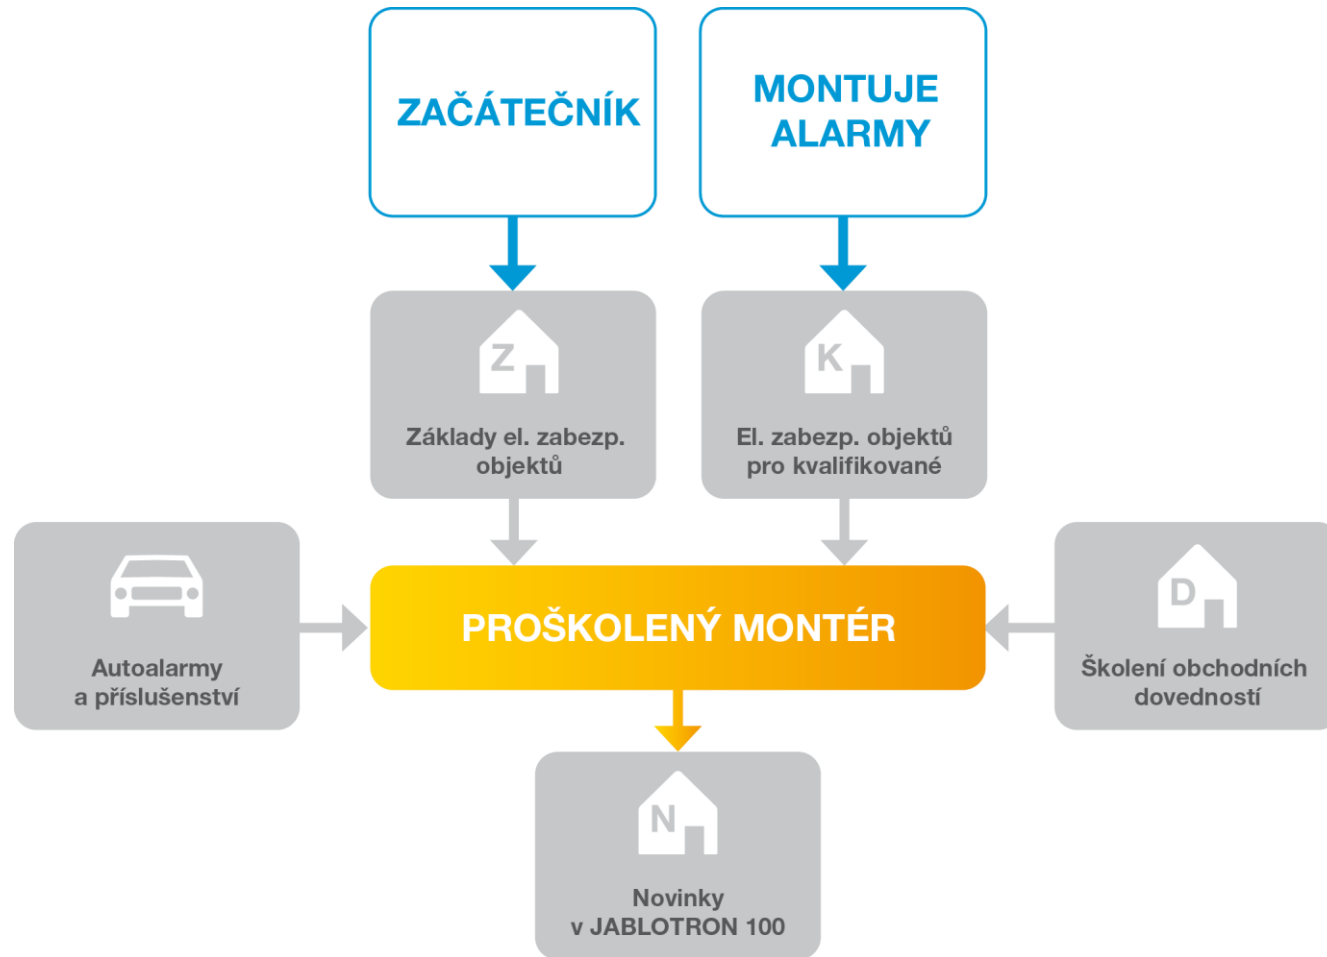 ZAČÁTEČNÍK
MONTUJE
ALARMY
Z
Základy el. zabezp.
objektů
K
El. zabezp. objektů
pro kvalifikované
Autoalarmy
a příslušenství
PROŠKOLENÝ MONTÉR
D
Školení obchodních
dovedností
N
Novinky
v JABLOTRON 100